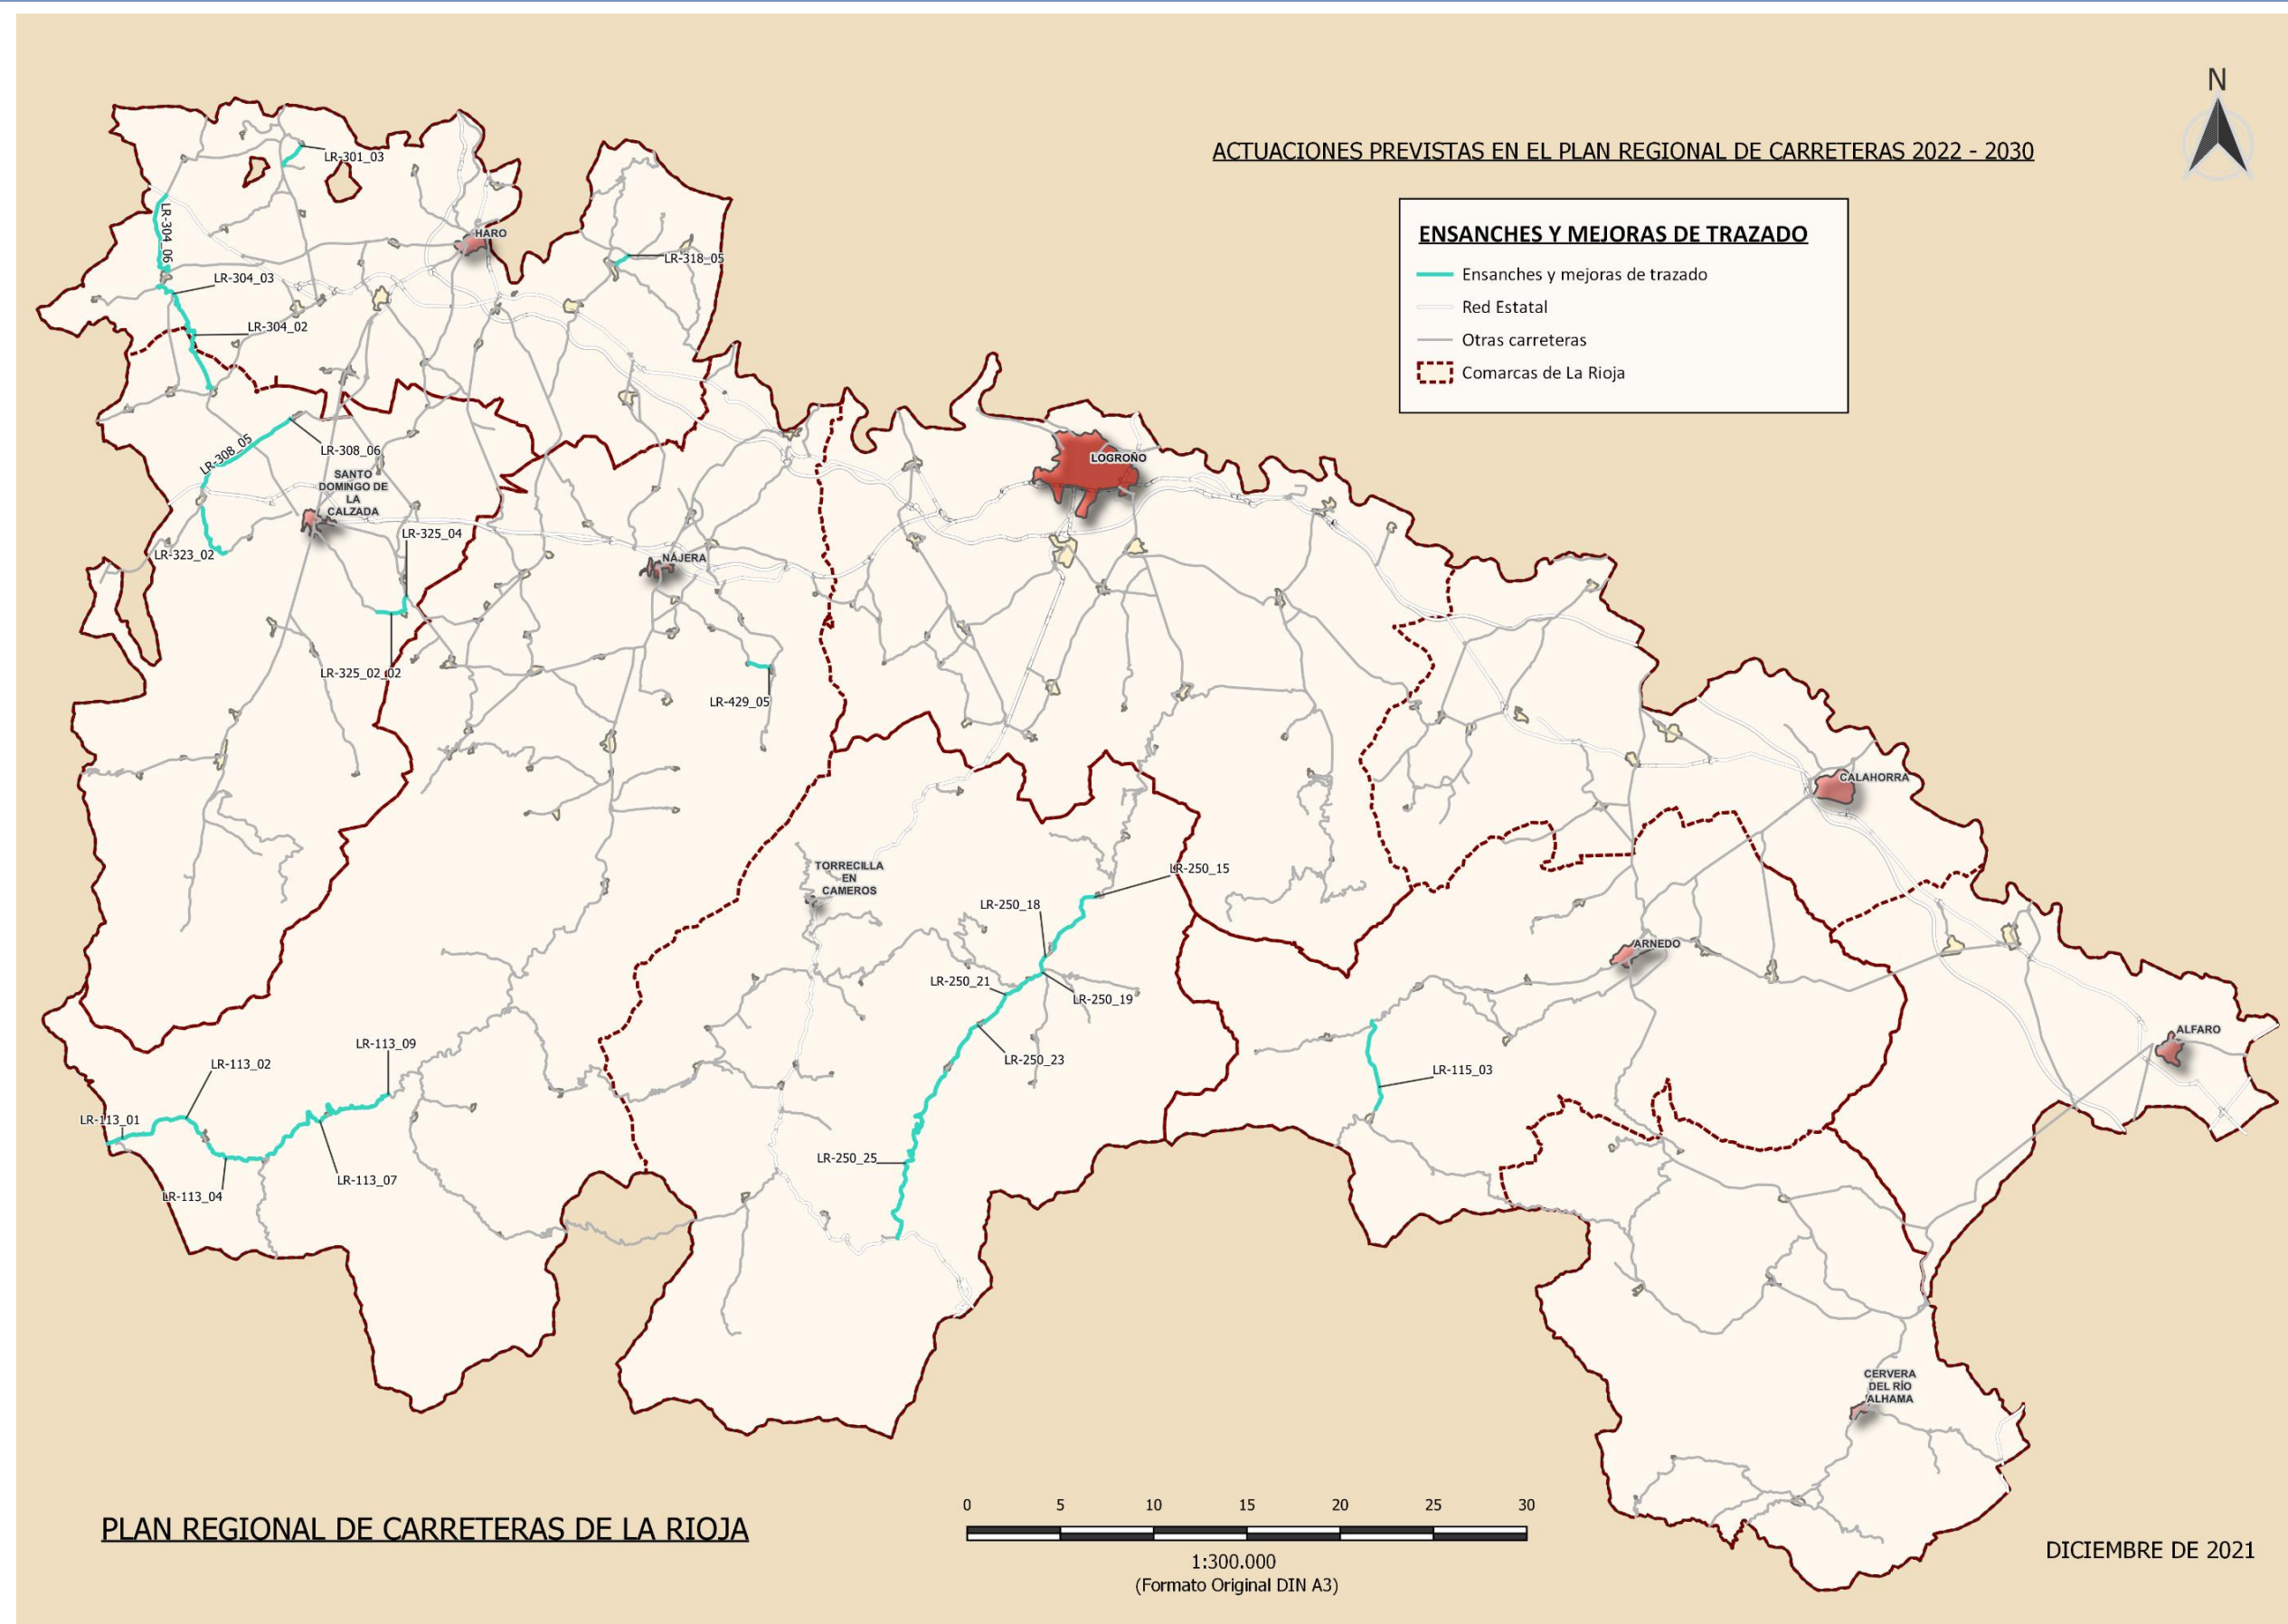 N
ACTUACIONES PREVISTAS EN EL PLAN REGIONAL DE CARRETERAS 2022 - 2030
ENSANCHES Y MEJORAS DE TRAZADO
Ensanches y mejoras de trazado
Red Estatal
Otras carreteras
Comarcas de La Rioja
LR-301_03
LR-304_06
HARO
LR-318_05
LR-304_03
LR-304_02
LR-308_05
LR-308_06
SANTO
DOMINGO DE
LA
CALZADA
LOGROÑO
LR-323_02
LR-325_04
NÁJERA
LR-325_02_02
LR-429_05
CALAHORRA
TORRECILLA
EN
CAMEROS
LR-250_15
LR-250_18
ARNEDO
LR-250_21
LR-250_19
ALFARO
LR-250_23
LR-113_09
LR-113_02
LR-115_03
LR-113_01
LR-250_25
LR-113_07
LR-113_04
CERVERA
DEL RÍO
ALHAMA
0 5 10 15 20 25 30
1:300.000
(Formato Original DIN A3)
PLAN REGIONAL DE CARRETERAS DE LA RIOJA
DICIEMBRE DE 2021